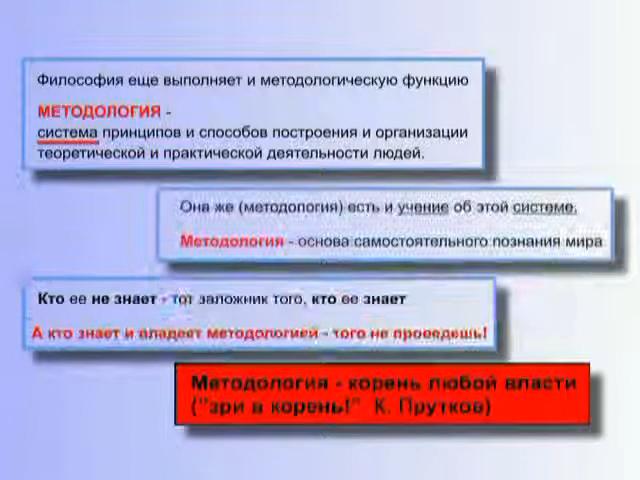 Философия еще выполняет и методологическую функцию
МЕТОДОЛОГИЯ -
система принципов и способов построения и организации
теоретической и практической деятельности людей.
Она же (методология) есть и учение об этой системе.
Методология - основа самостоятельного познания мира
Кто ее не знает - тот заложник того, кто ее знает
А кто знает и владеет методологией - того не проведешь!
Методология - корень любой власти
("зри в корень!" К. Прутков)